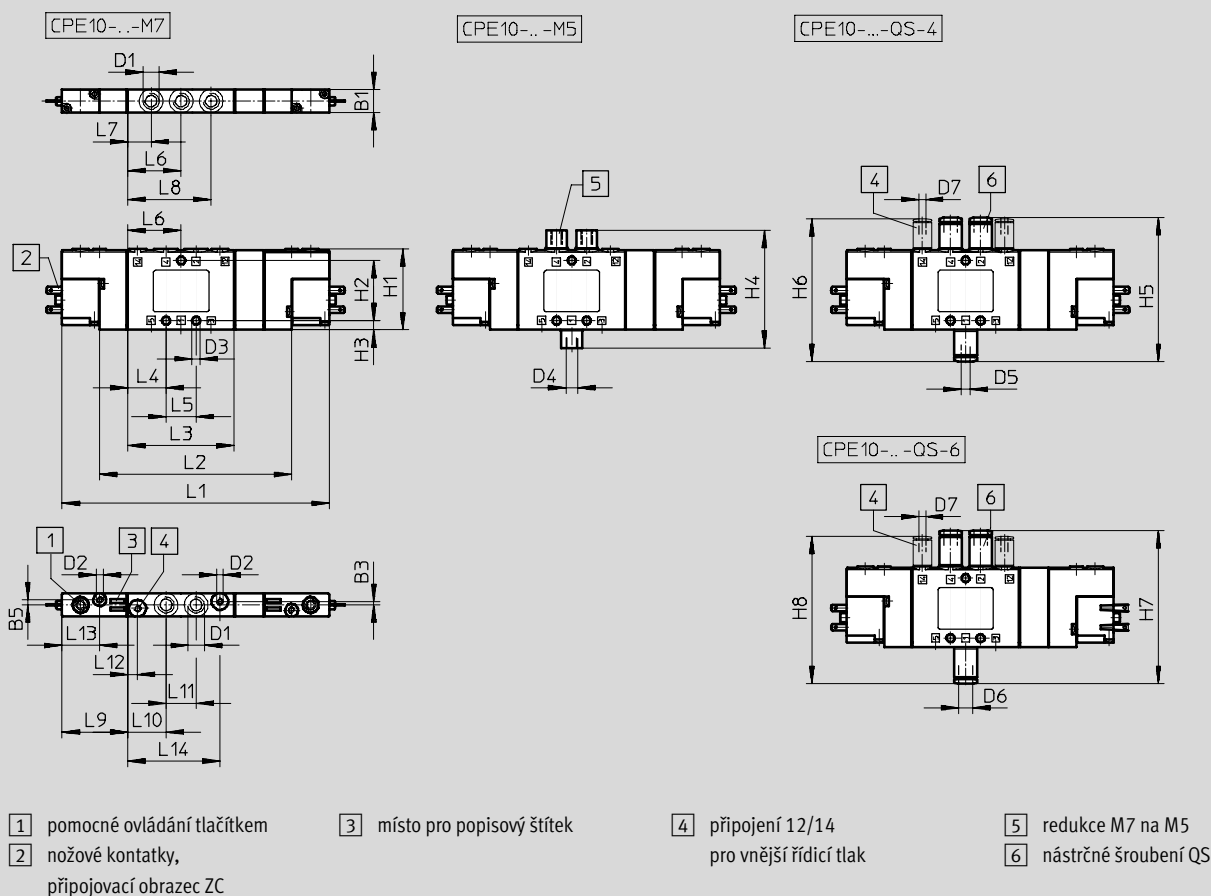 CPE10-..-M7
CPE10-..-M5
CPE10-...-QS-4
D1
B1
L7
L6
L8
5
4
D7
6
L6
2
H1
H2
H3
H4
H6
H5
D3
L4
L5
L3
L2
L1
D4
D5
CPE10-..-QS-6
4
D7
6
1
3
4
D2
D2
B3
B5
L13
D1
L12
L11
L9
L10
L14
H8
H7
D6
1 pomocné ovládání tlačítkem
2 nožové kontatky,
připojovací obrazec ZC
3 místo pro popisový štítek
4 připojení 12/14
pro vnější řídicí tlak
5 redukce M7 na M5
6 nástrčné šroubení QS